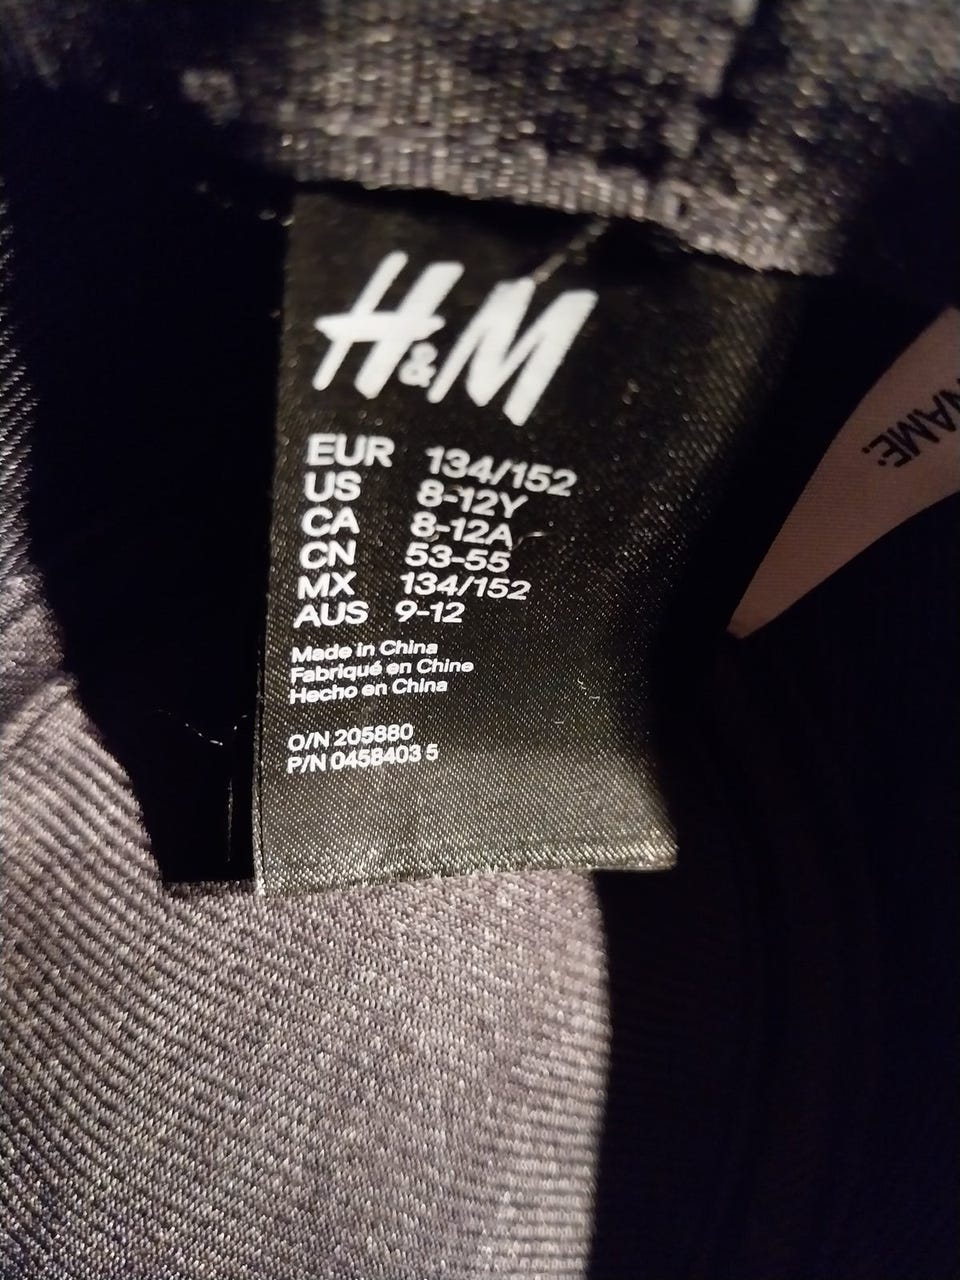 H&M
EUR 134/152
US 8-12Y
CA 8-12A
CN 53-55
MX 134/152
AUS 9-12
Made in China
Fabriqué en Chine
Hecho en China
O/N 205880
P/N 0458403 5
NAME: